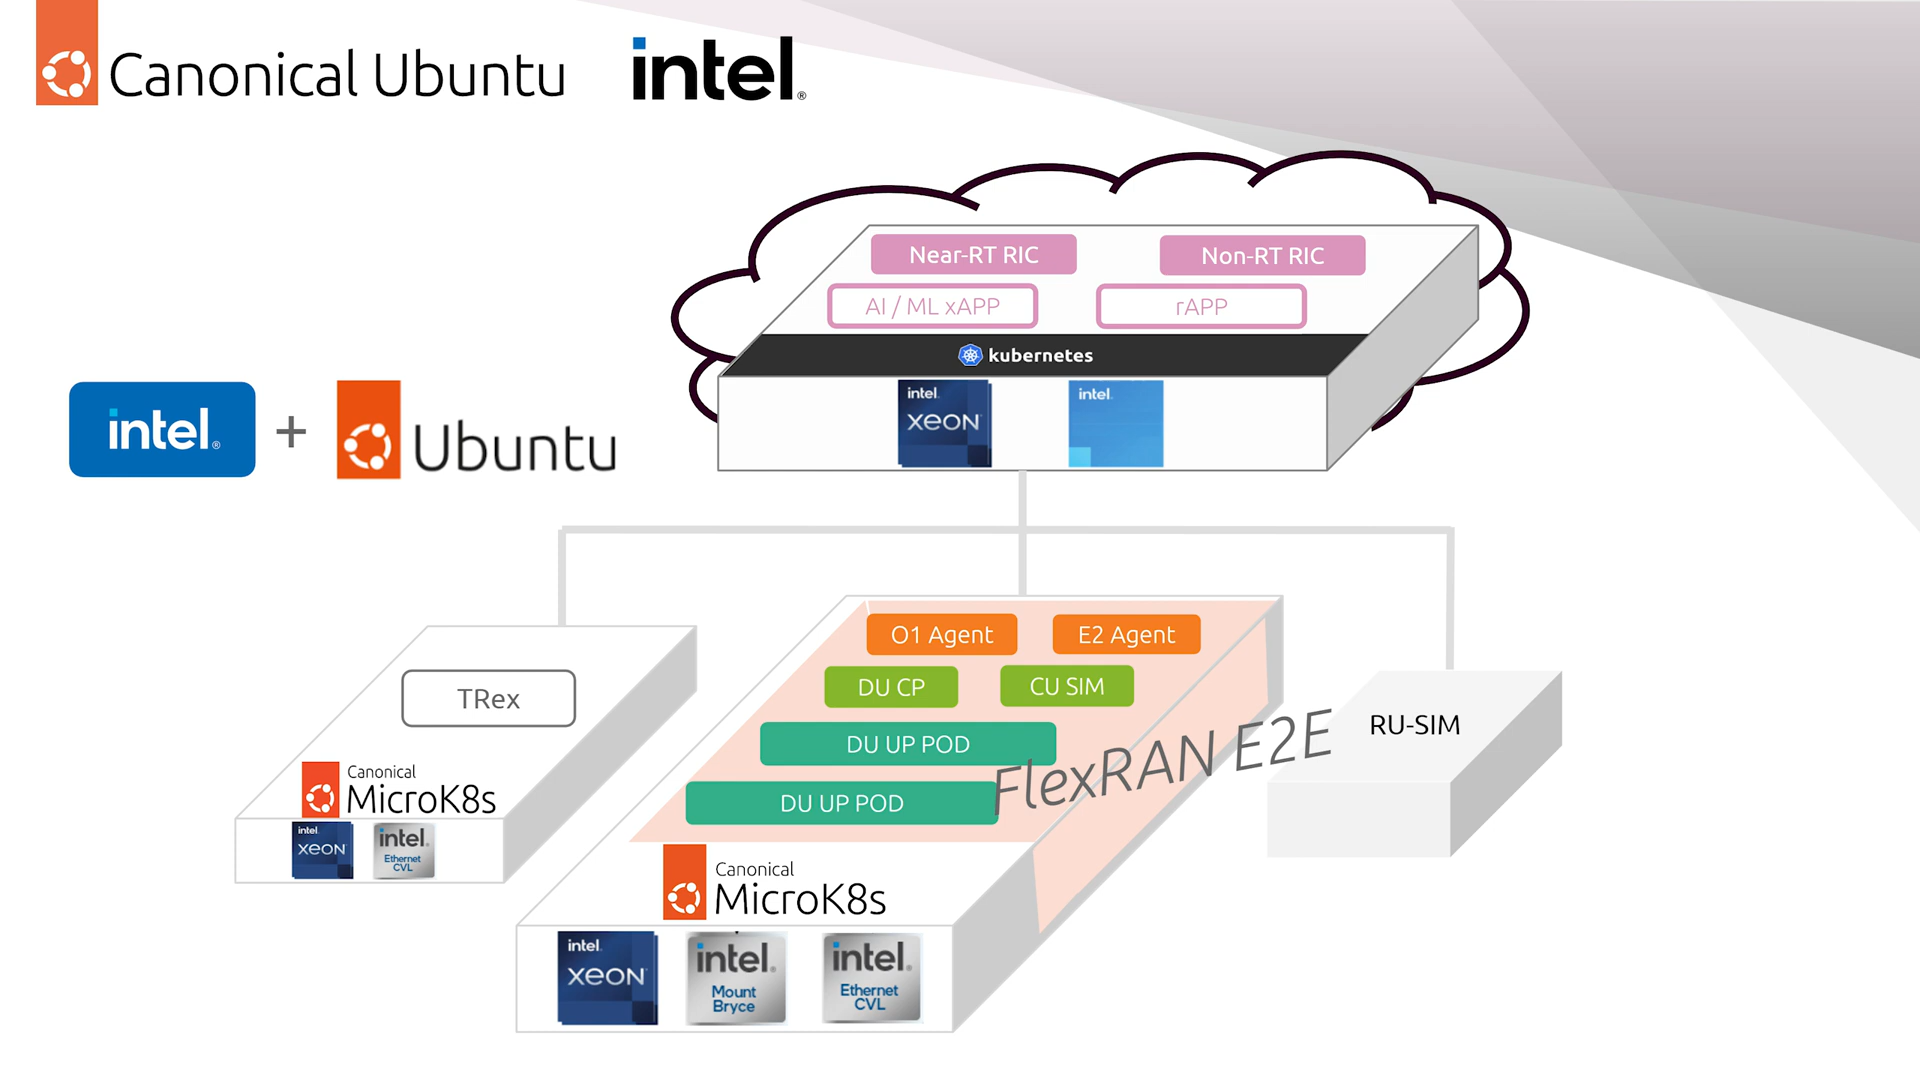 Canonical Ubuntu intel®
Near-RT RIC Non-RT RIC
AI / ML xAPP rAPP
kubernetes
intel. intel.
xeon
intel® + Ubuntu
O1 Agent E2 Agent
DU CP CU SIM
TRex
DU UP POD
FlexRAN E2E
RU-SIM
DU UP POD
Canonical
MicroK8s
intel. intel.
xeon Ethernet
CVL
Canonical
MicroK8s
intel. intel. intel.
xeon Mount Ethernet
Bryce CVL